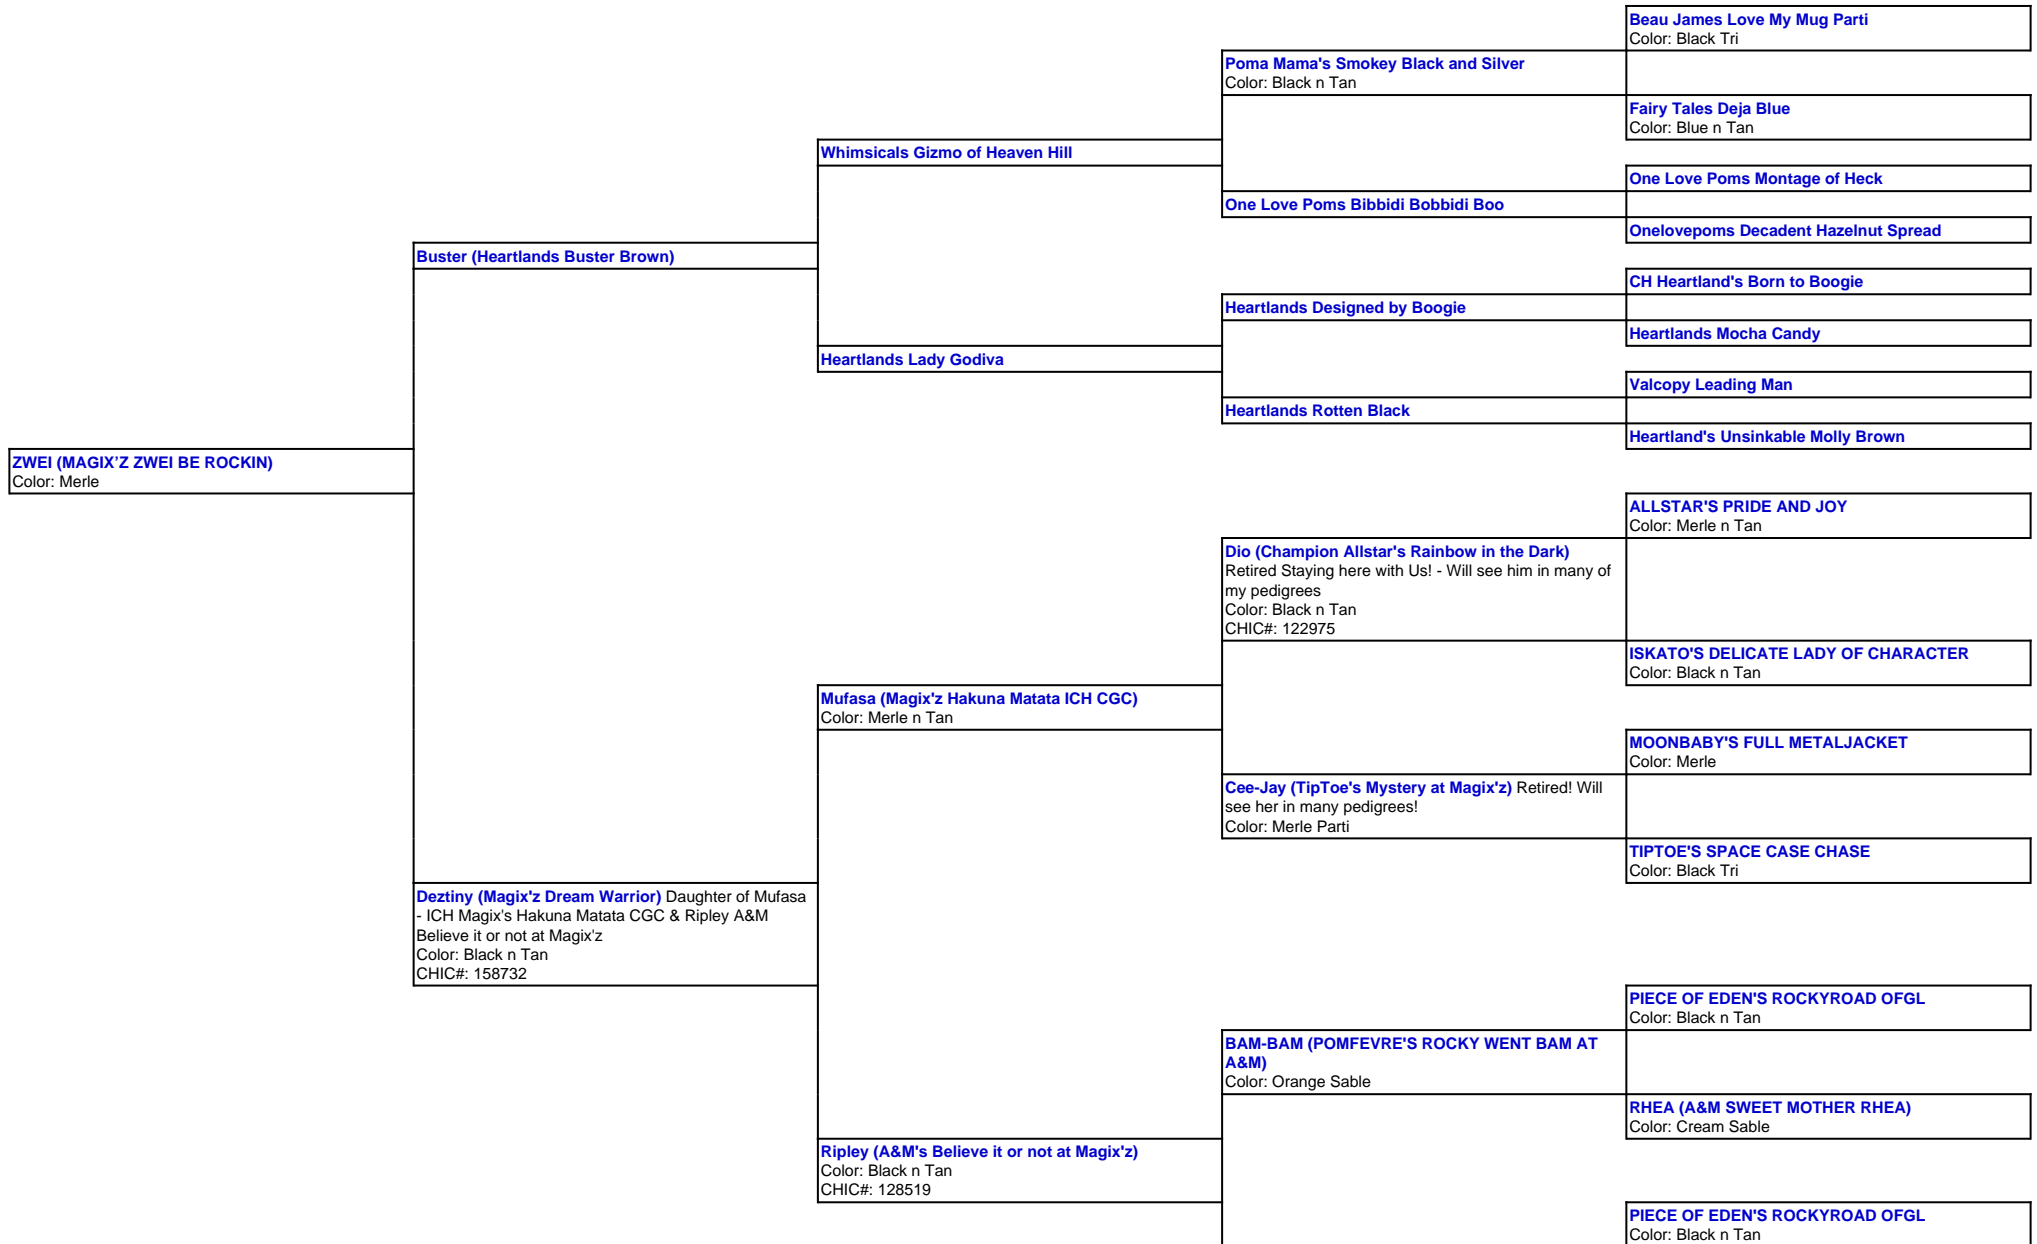 Beau James Love My Mug Parti
Color: Black Tri
Poma Mama's Smokey Black and Silver
Color: Black n Tan
Fairy Tales Deja Blue
Color: Blue n Tan
Whimsicals Gizmo of Heaven Hill
One Love Poms Montage of Heck
One Love Poms Bibbidi Bobbidi Boo
Onelovepoms Decadent Hazelnut Spread
Buster (Heartlands Buster Brown)
CH Heartland's Born to Boogie
Heartlands Designed by Boogie
Heartlands Mocha Candy
Heartlands Lady Godiva
Valcopy Leading Man
Heartlands Rotten Black
Heartland's Unsinkable Molly Brown
ZWEI (MAGIX’Z ZWEI BE ROCKIN)
Color: Merle
ALLSTAR'S PRIDE AND JOY
Color: Merle n Tan
Dio (Champion Allstar's Rainbow in the Dark)
Retired Staying here with Us! - Will see him in many of
my pedigrees
Color: Black n Tan
CHIC#: 122975
ISKATO'S DELICATE LADY OF CHARACTER
Color: Black n Tan
Mufasa (Magix'z Hakuna Matata ICH CGC)
Color: Merle n Tan
MOONBABY'S FULL METALJACKET
Color: Merle
Cee-Jay (TipToe's Mystery at Magix'z) Retired! Will
see her in many pedigrees!
Color: Merle Parti
TIPTOE'S SPACE CASE CHASE
Color: Black Tri
Deztiny (Magix'z Dream Warrior) Daughter of Mufasa
- ICH Magix's Hakuna Matata CGC & Ripley A&M
Believe it or not at Magix'z
Color: Black n Tan
CHIC#: 158732
PIECE OF EDEN'S ROCKYROAD OFGL
Color: Black n Tan
BAM-BAM (POMFEVRE'S ROCKY WENT BAM AT
A&M)
Color: Orange Sable
RHEA (A&M SWEET MOTHER RHEA)
Color: Cream Sable
Ripley (A&M's Believe it or not at Magix'z)
Color: Black n Tan
CHIC#: 128519
PIECE OF EDEN'S ROCKYROAD OFGL
Color: Black n Tan